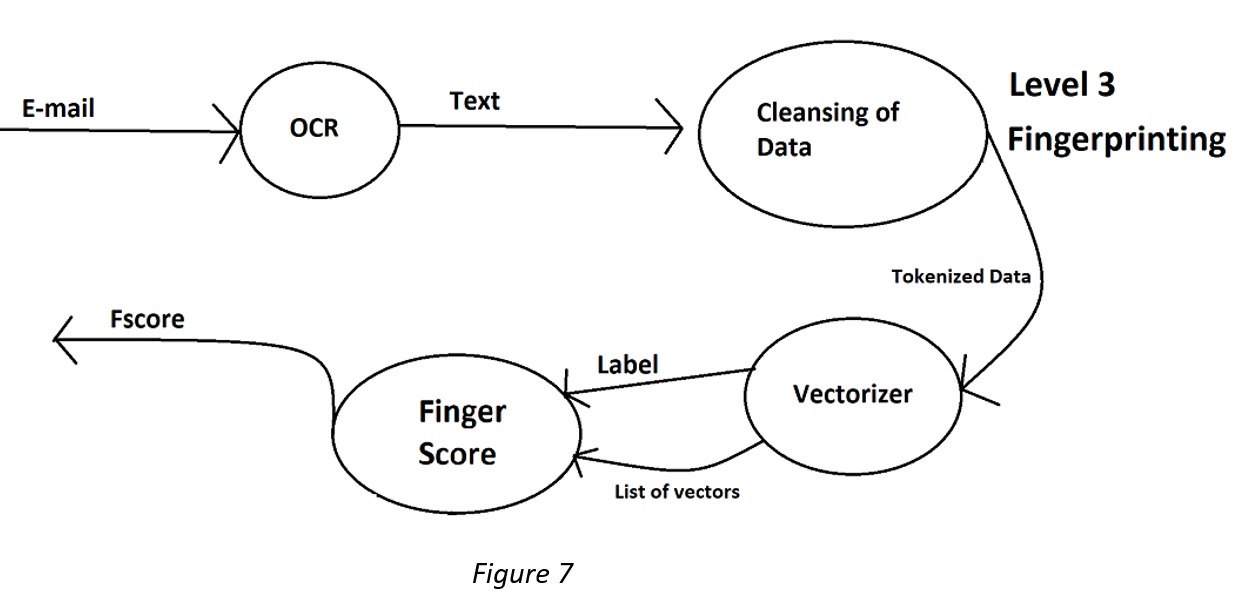 E-mail
OCR
Text
Cleansing of
Data
Level 3
Fingerprinting
Tokenized Data
Vectorizer
Label
List of vectors
Finger
Score
Fscore
Figure 7